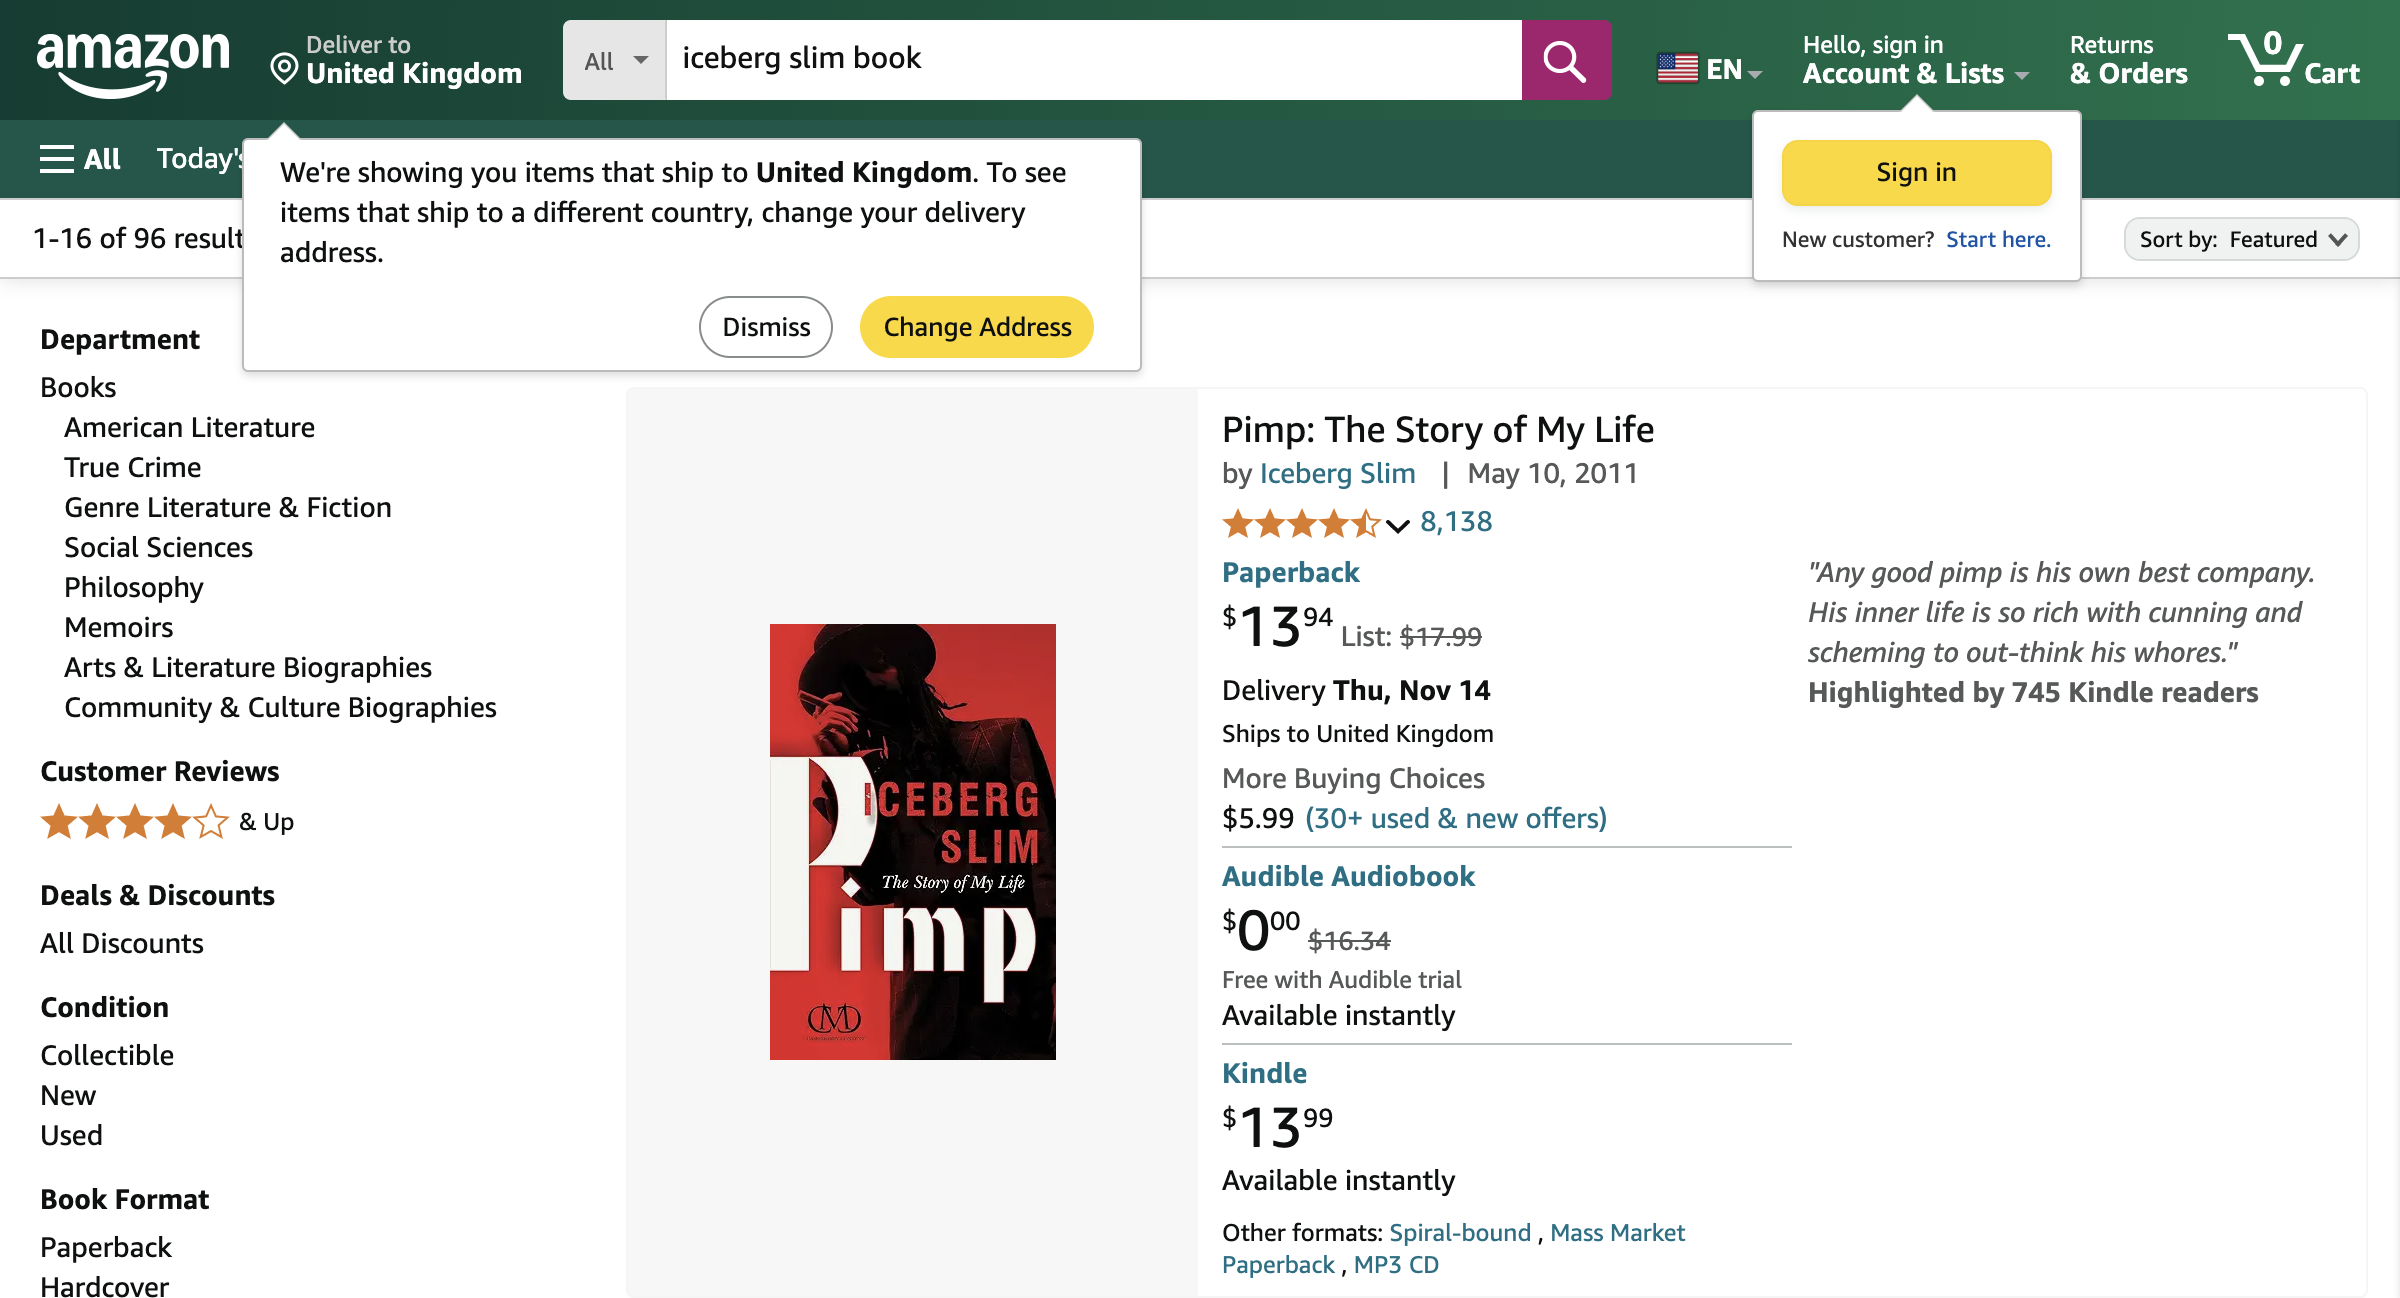 amazon
Deliver to
United Kingdom
All
iceberg slim book
EN
Hello, sign in
Account & Lists
Returns
& Orders
0
Cart
All
Today's
We're showing you items that ship to United Kingdom. To see
items that ship to a different country, change your delivery
address.
Dismiss
Change Address
Sign in
New customer? Start here.
1-16 of 96 result
Sort by: Featured
Department
Books
American Literature
True Crime
Genre Literature & Fiction
Social Sciences
Philosophy
Memoirs
Arts & Literature Biographies
Community & Culture Biographies
Customer Reviews
& Up
Deals & Discounts
All Discounts
Condition
Collectible
New
Used
Book Format
Paperback
Hardcover
ICEBERG
SLIM
The Story of My Life
Pimp
Pimp: The Story of My Life
by Iceberg Slim | May 10, 2011
8,138
Paperback
$13 94 List: $17.99
Delivery Thu, Nov 14
Ships to United Kingdom
More Buying Choices
$5.99 (30+ used & new offers)
Audible Audiobook
$0 00 $16.34
Free with Audible trial
Available instantly
Kindle
$13 99
Available instantly
Other formats: Spiral-bound , Mass Market
Paperback , MP3 CD
"Any good pimp is his own best company.
His inner life is so rich with cunning and
scheming to out-think his whores."
Highlighted by 745 Kindle readers